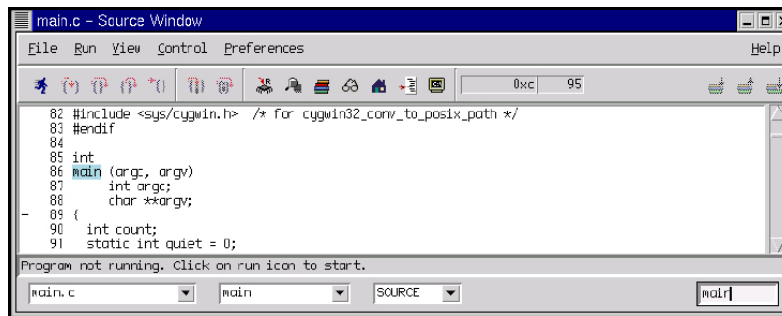 main.c - Source Window
File Run View Control Preferences Help
0xc 95
82 #include <sys/cygwin.h> /* for cygwin32_conv_to_posix_path */
83 #endif
84
85 int
86 main (argc, argv)
87 int argc;
88 char **argv;
- 89 {
90 int count;
91 static int quiet = 0;
Program not running. Click on run icon to start.
main.c main SOURCE main